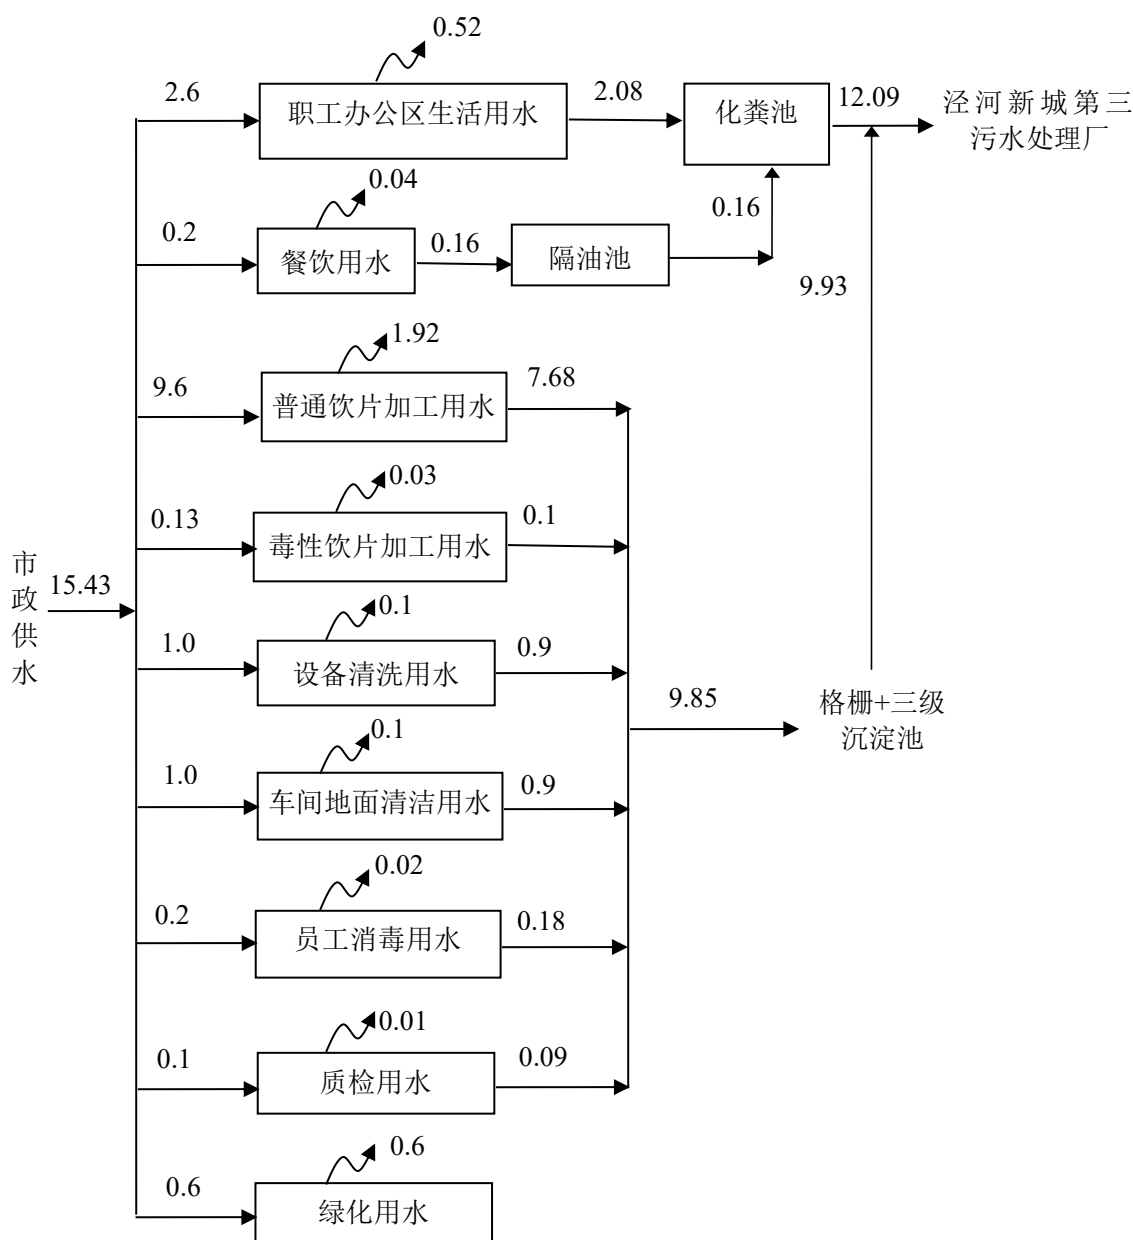 0.52
2.6
职工办公区生活用水
2.08
化粪池
12.09
泾河新城第三
污水处理厂
0.04
0.2
餐饮用水
0.16
隔油池
0.16
9.93
1.92
9.6
普通饮片加工用水
7.68
0.03
0.13
毒性饮片加工用水
0.1
市政供水
15.43
0.1
1.0
设备清洗用水
0.9
9.85
格栅+三级
沉淀池
0.1
1.0
车间地面清洁用水
0.9
0.02
0.2
员工消毒用水
0.18
0.01
0.1
质检用水
0.09
0.6
0.6
绿化用水